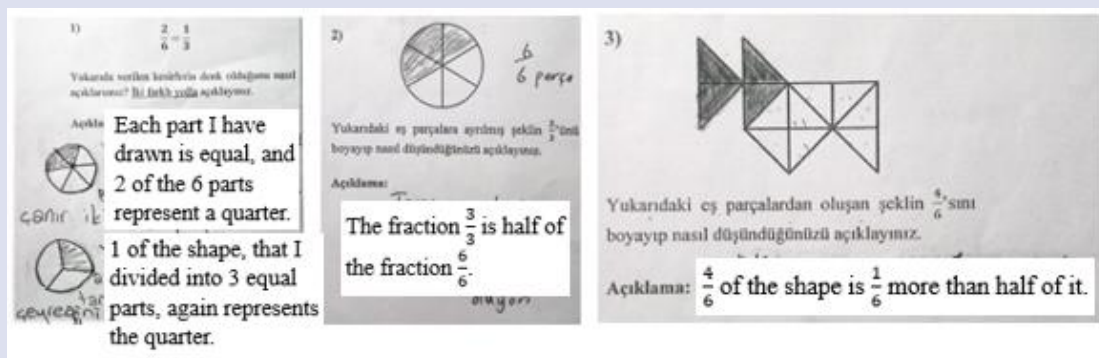 1)
2/6 = 1/3
Yukarıda verilen kesirlerin denk olduğunu nasıl
açıklarsınız? İki farklı yolla açıklayınız.
Each part I have
drawn is equal, and
2 of the 6 parts
represent a quarter.
1 of the shape, that I
divided into 3 equal
parts, again represents
the quarter.
2)
6/6 parça
Yukarıdaki eş parçalara ayrılmış şeklin 3/3'ünü
boyayıp nasıl düşündüğünüzü açıklayınız.
Açıklama:
The fraction 3/3 is half of
the fraction 6/6.
oluyor
3)
Yukarıdaki eş parçalardan oluşan şeklin 4/6'sını
boyayıp nasıl düşündüğünüzü açıklayınız.
Açıklama: 4/6 of the shape is 1/6 more than half of it.